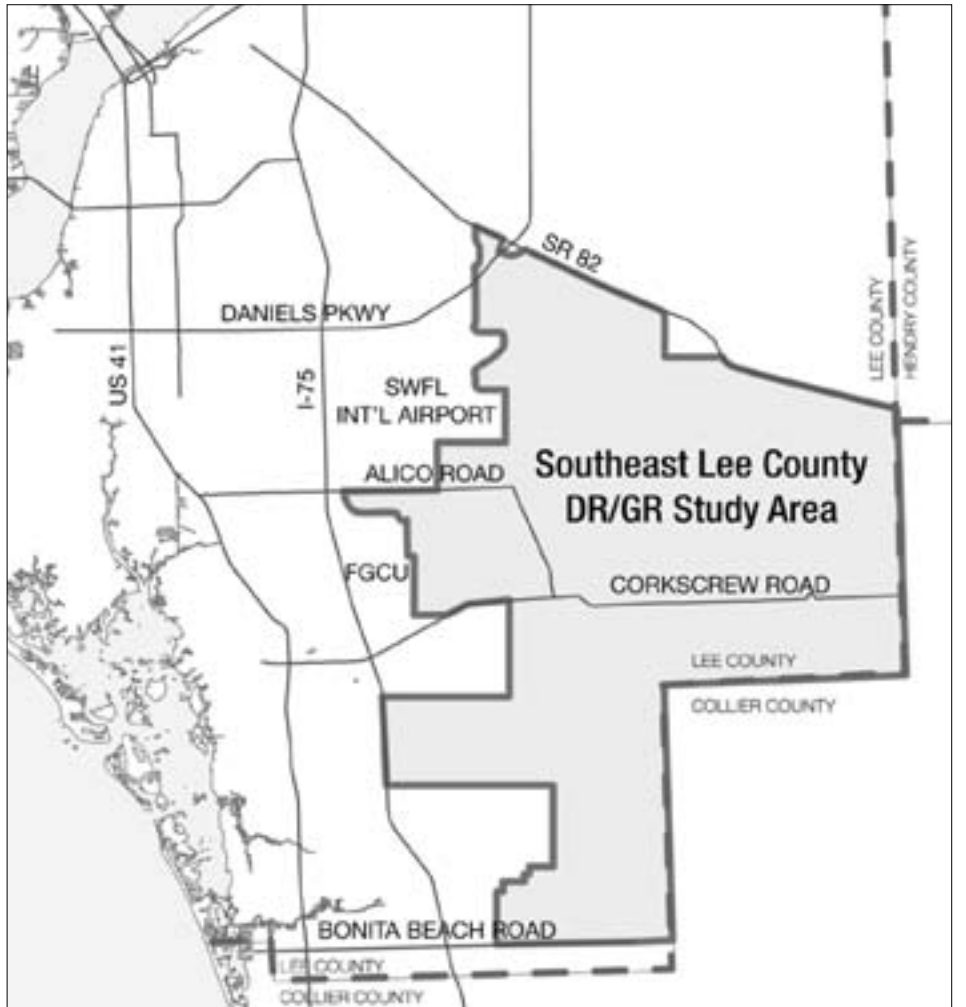 SR 82
DANIELS PKWY
LEE COUNTY
HENDRY COUNTY
US 41
I-75
SWFL
INT'L AIRPORT
ALICO ROAD
Southeast Lee County
DR/GR Study Area
FGCU
CORKSCREW ROAD
LEE COUNTY
COLLIER COUNTY
BONITA BEACH ROAD
LEE COUNTY
COLLIER COUNTY